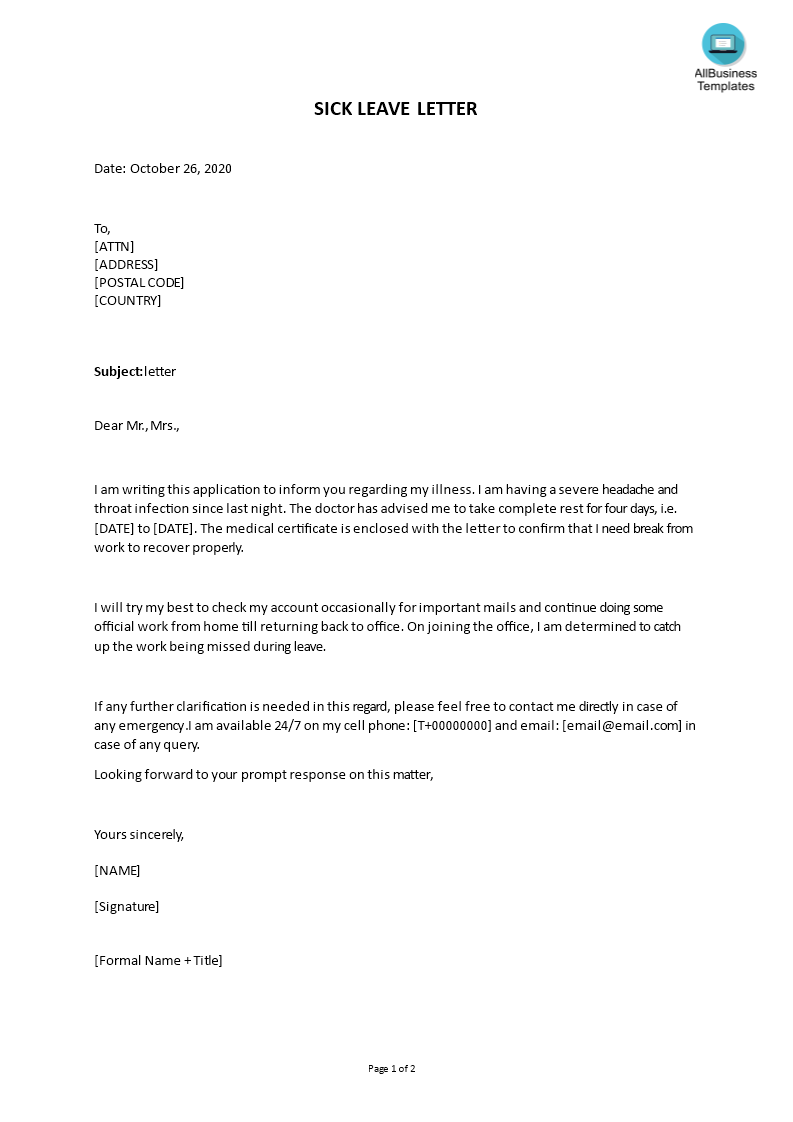 AllBusiness
Templates
SICK LEAVE LETTER
Date: October 26, 2020
To,
[ATTN]
[ADDRESS]
[POSTAL CODE]
[COUNTRY]
Subject: letter
Dear Mr., Mrs.,
I am writing this application to inform you regarding my illness. I am having a severe headache and
throat infection since last night. The doctor has advised me to take complete rest for four days, i.e.
[DATE] to [DATE]. The medical certificate is enclosed with the letter to confirm that I need break from
work to recover properly.
I will try my best to check my account occasionally for important mails and continue doing some
official work from home till returning back to office. On joining the office, I am determined to catch
up the work being missed during leave.
If any further clarification is needed in this regard, please feel free to contact me directly in case of
any emergency.I am available 24/7 on my cell phone: [T+00000000] and email: [email@email.com] in
case of any query.
Looking forward to your prompt response on this matter,
Yours sincerely,
[NAME]
[Signature]
[Formal Name + Title]
Page 1 of 2